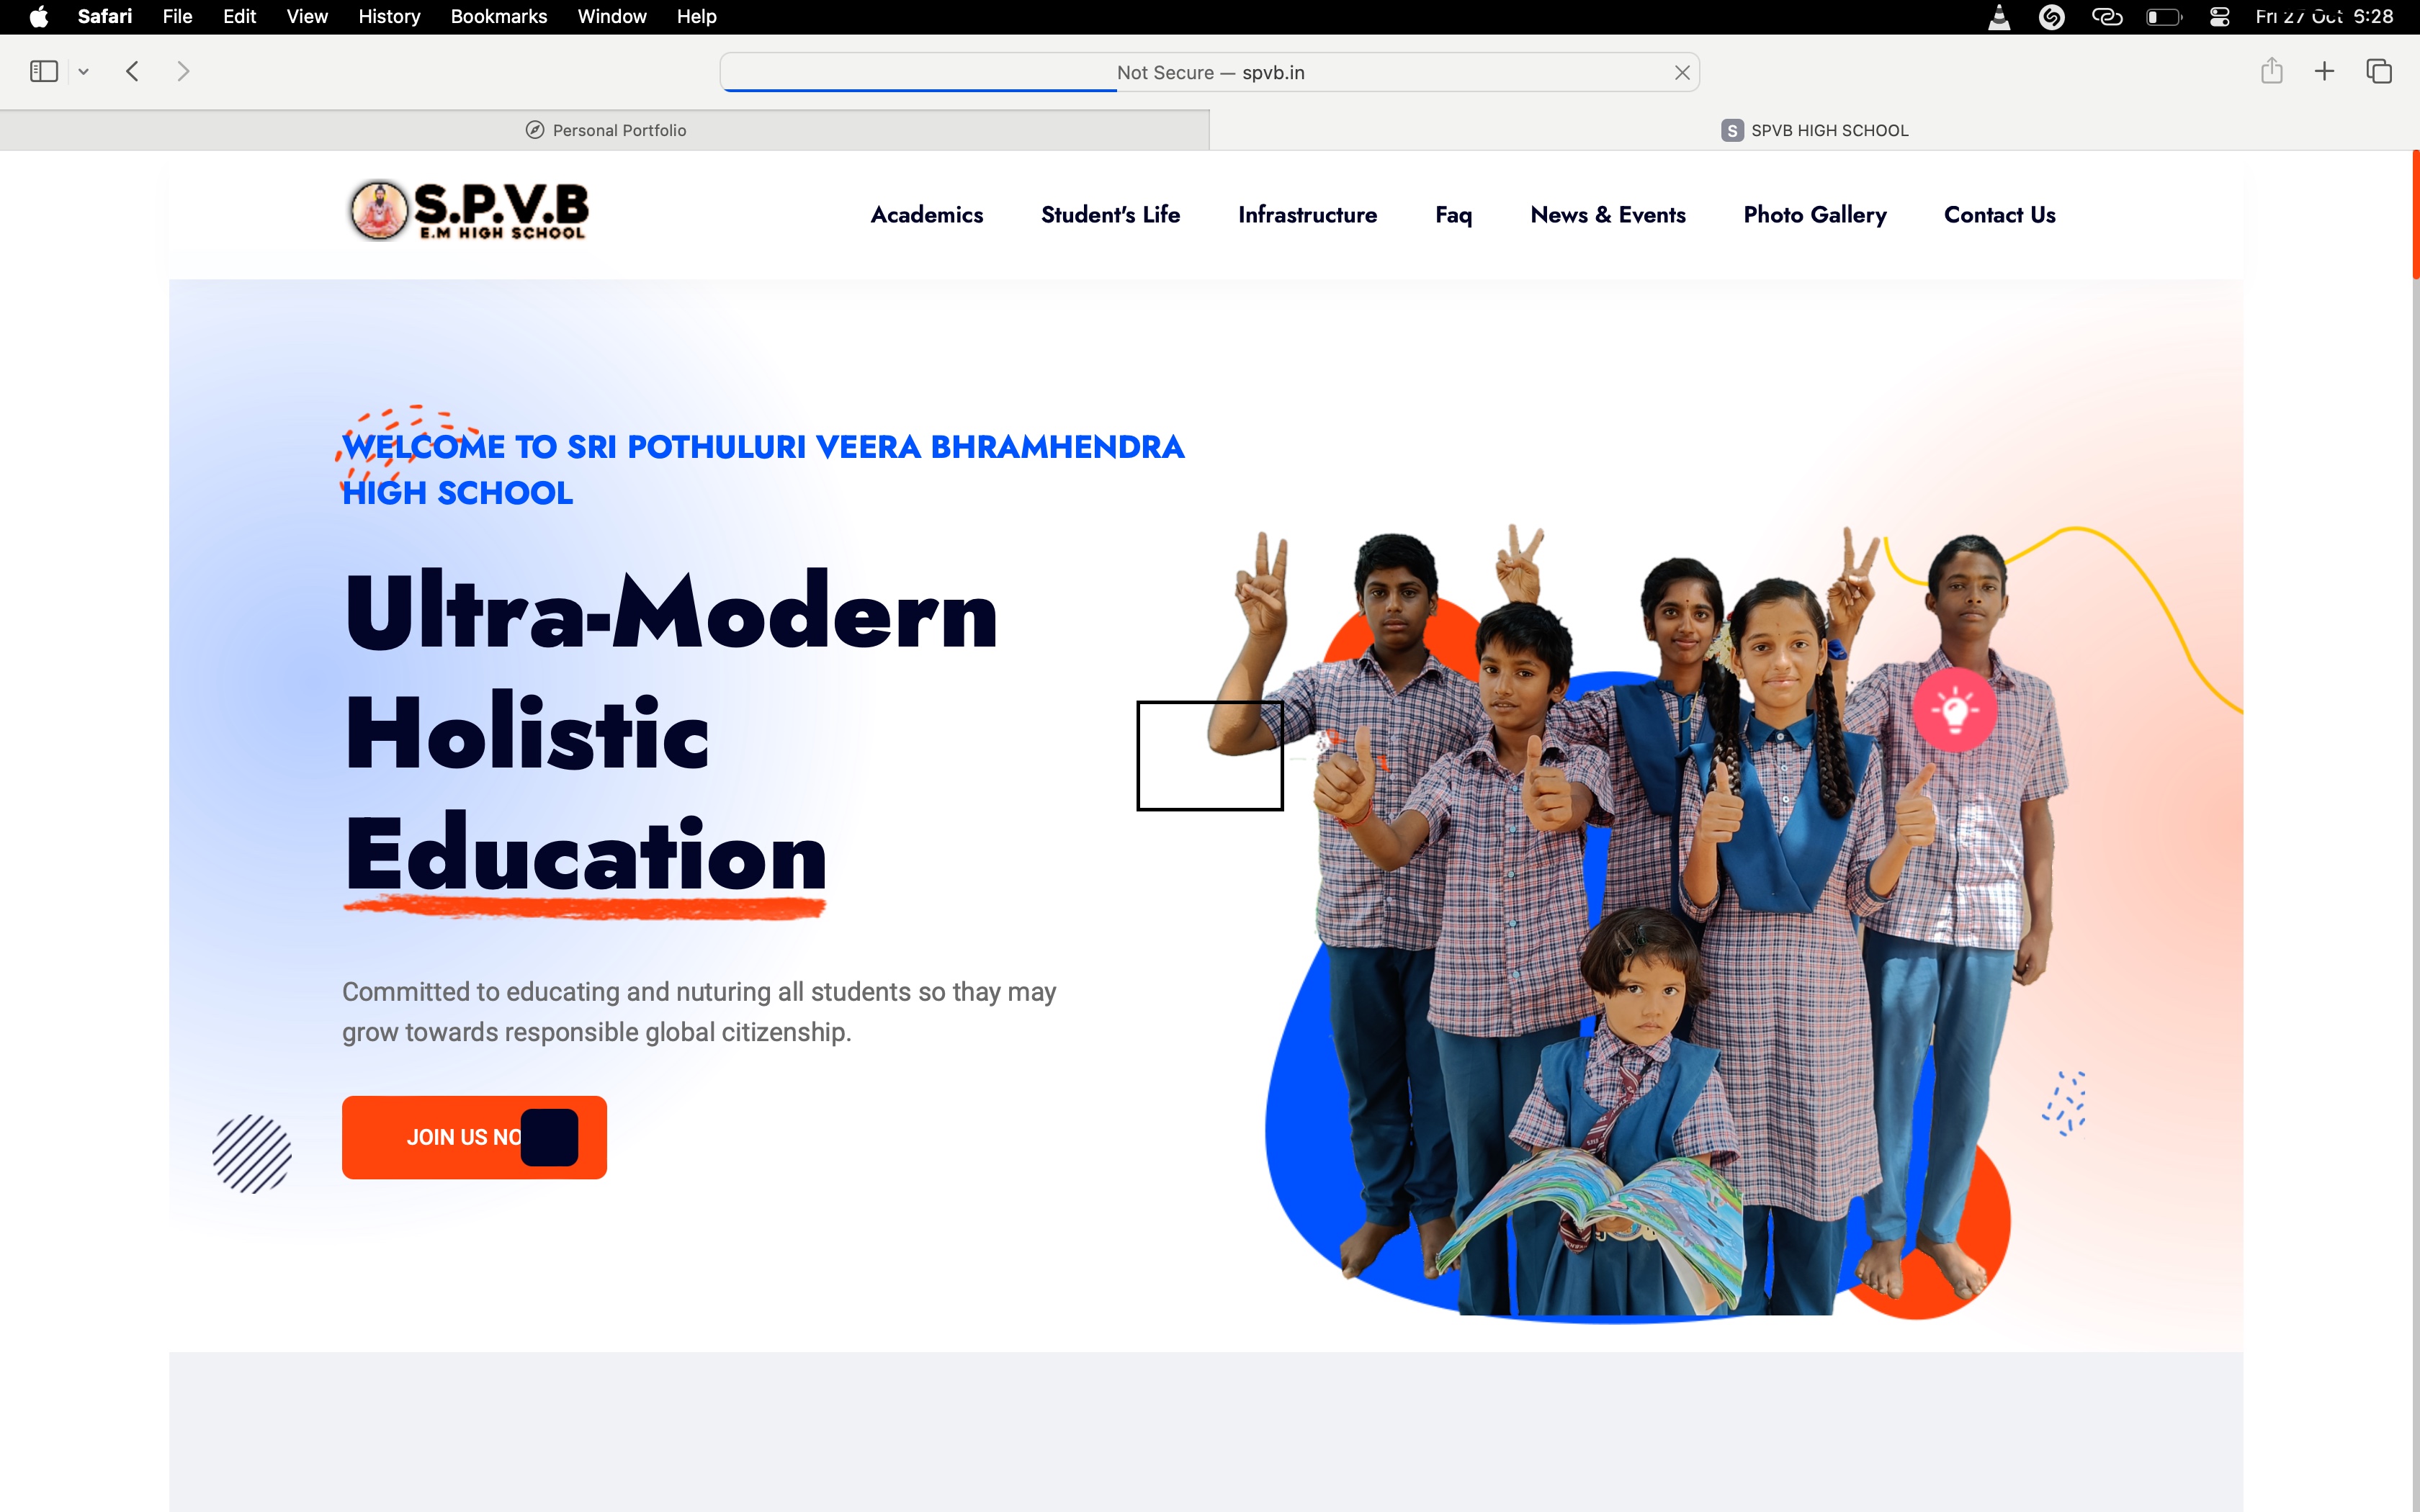 Safari File Edit View History Bookmarks Window Help Fri 27 Oct 6:28
Not Secure — spvb.in
Personal Portfolio
S SPVB HIGH SCHOOL
S.P.V.B
E.M HIGH SCHOOL
Academics Student's Life Infrastructure Faq News & Events Photo Gallery Contact Us
WELCOME TO SRI POTHULURI VEERA BHRAMHENDRA
HIGH SCHOOL
Ultra-Modern
Holistic
Education
Committed to educating and nuturing all students so thay may
grow towards responsible global citizenship.
JOIN US NO